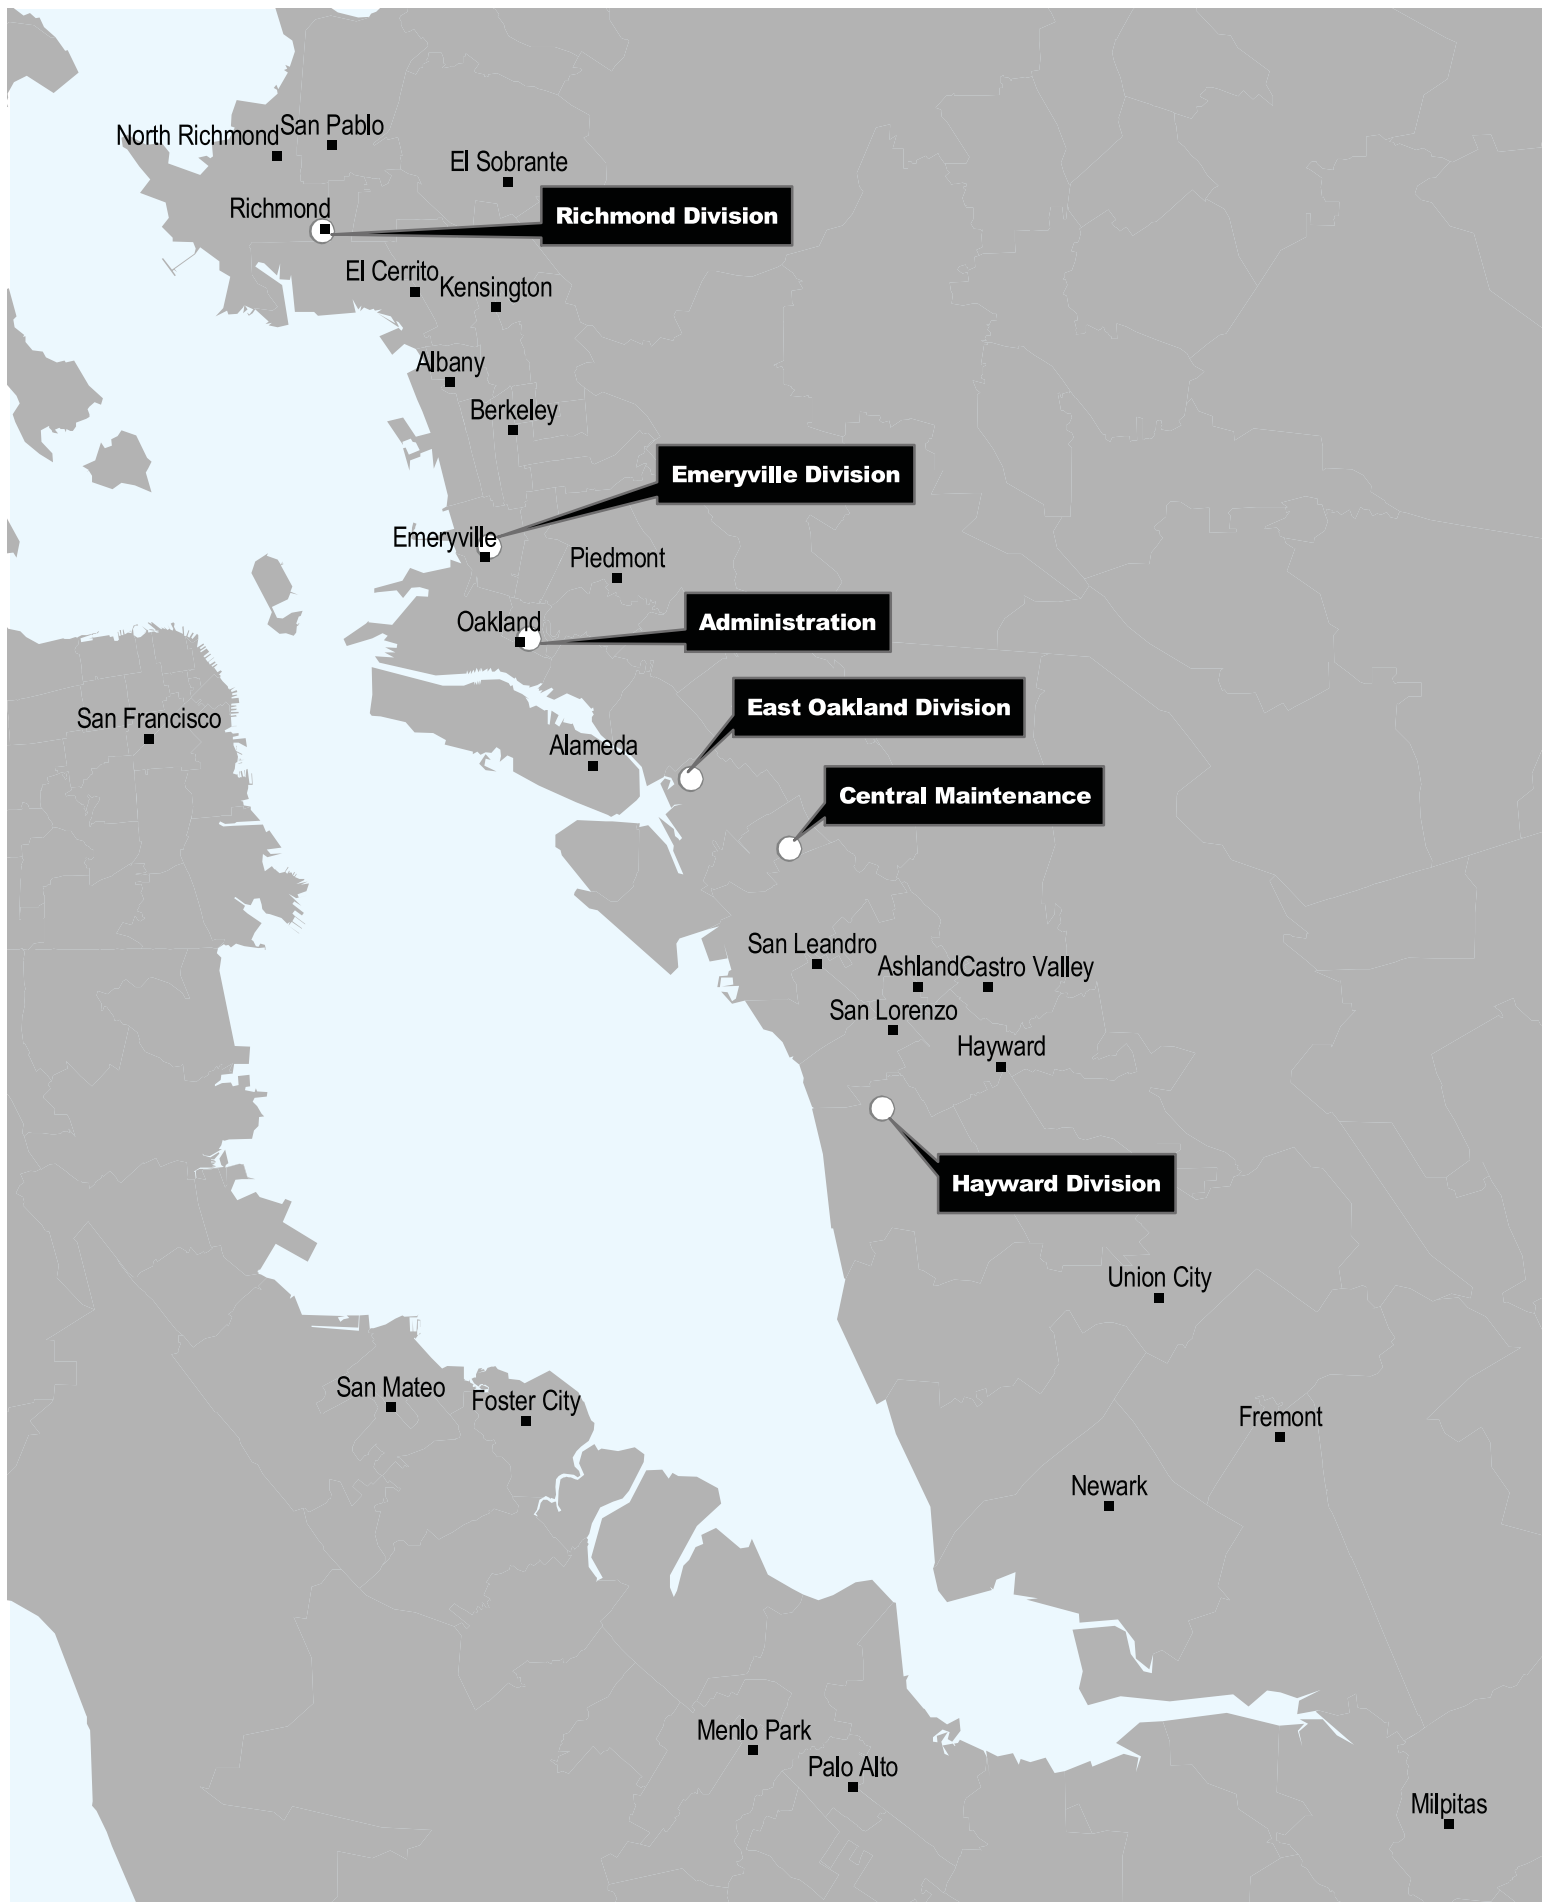 San Pablo
North Richmond
El Sobrante
Richmond
Richmond Division
El Cerrito
Kensington
Albany
Berkeley
Emeryville Division
Emeryville
Piedmont
Oakland
Administration
East Oakland Division
San Francisco
Alameda
Central Maintenance
San Leandro
Ashland
Castro Valley
San Lorenzo
Hayward
Hayward Division
Union City
San Mateo
Foster City
Fremont
Newark
Menlo Park
Palo Alto
Milpitas